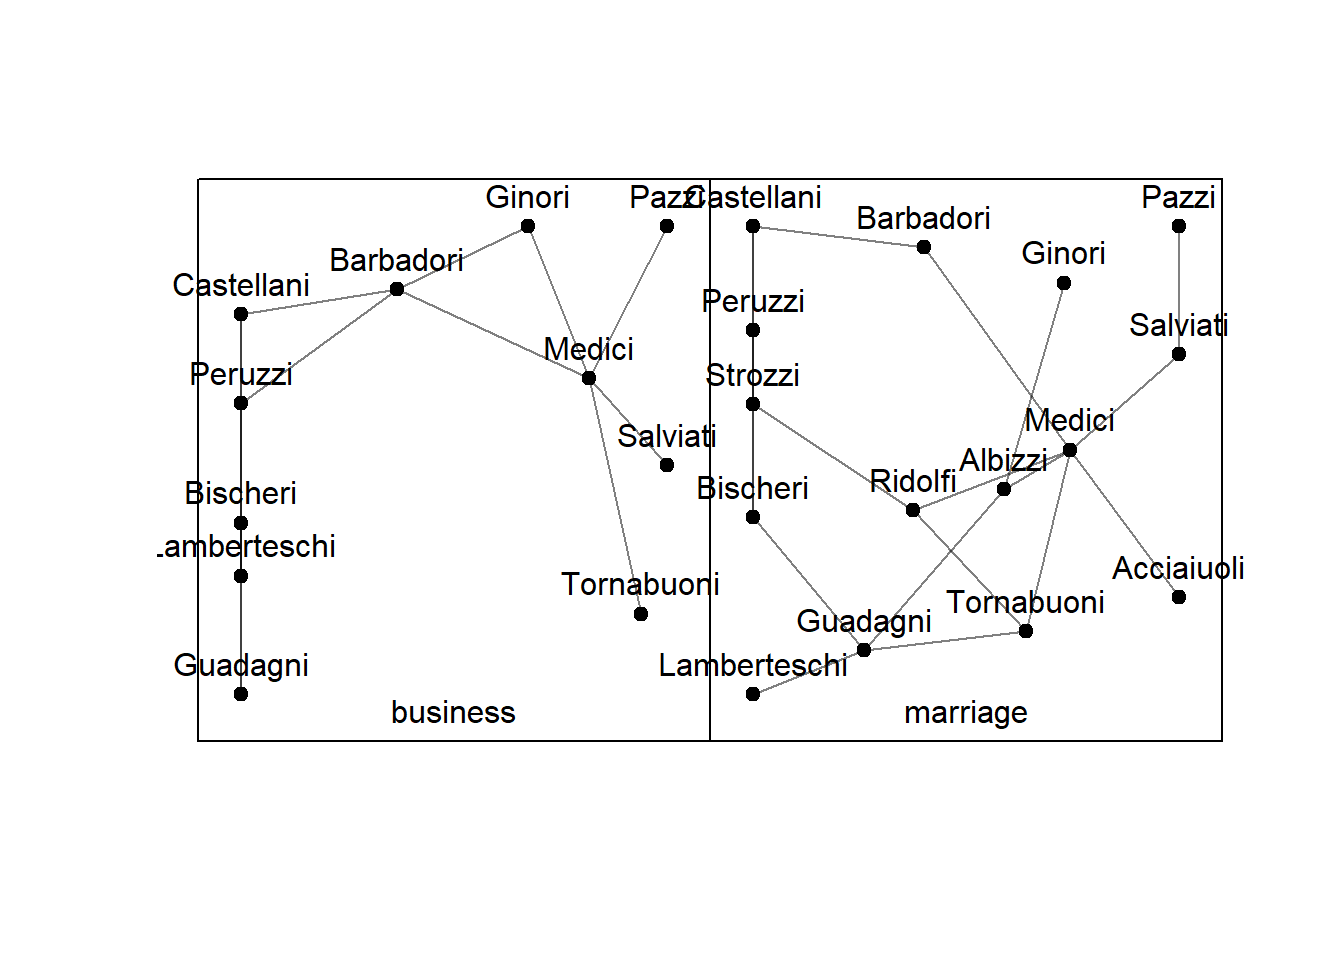 Ginori
Pazzi
Barbadori
Castellani
Medici
Peruzzi
Salviati
Bischeri
Lamberteschi
Tornabuoni
Guadagni
business
Castellani
Pazzi
Barbadori
Ginori
Peruzzi
Salviati
Strozzi
Medici
Albizzi
Ridolfi
Bischeri
Acciaiuoli
Tornabuoni
Guadagni
Lamberteschi
marriage